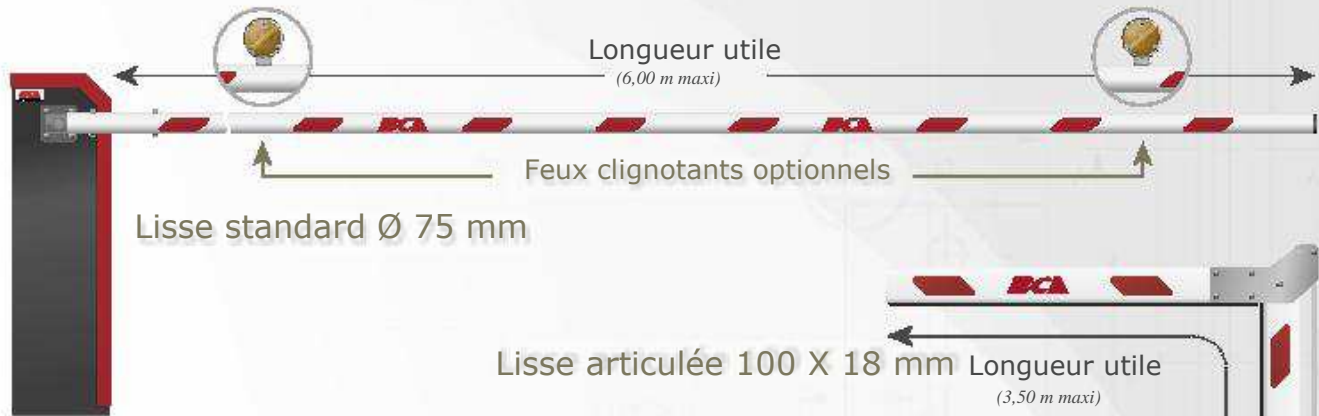 Longueur utile
(6,00 m maxi)
BCA BCA
Feux clignotants optionnels
Lisse standard Ø 75 mm
BCA
Lisse articulée 100 X 18 mm
Longueur utile
(3,50 m maxi)